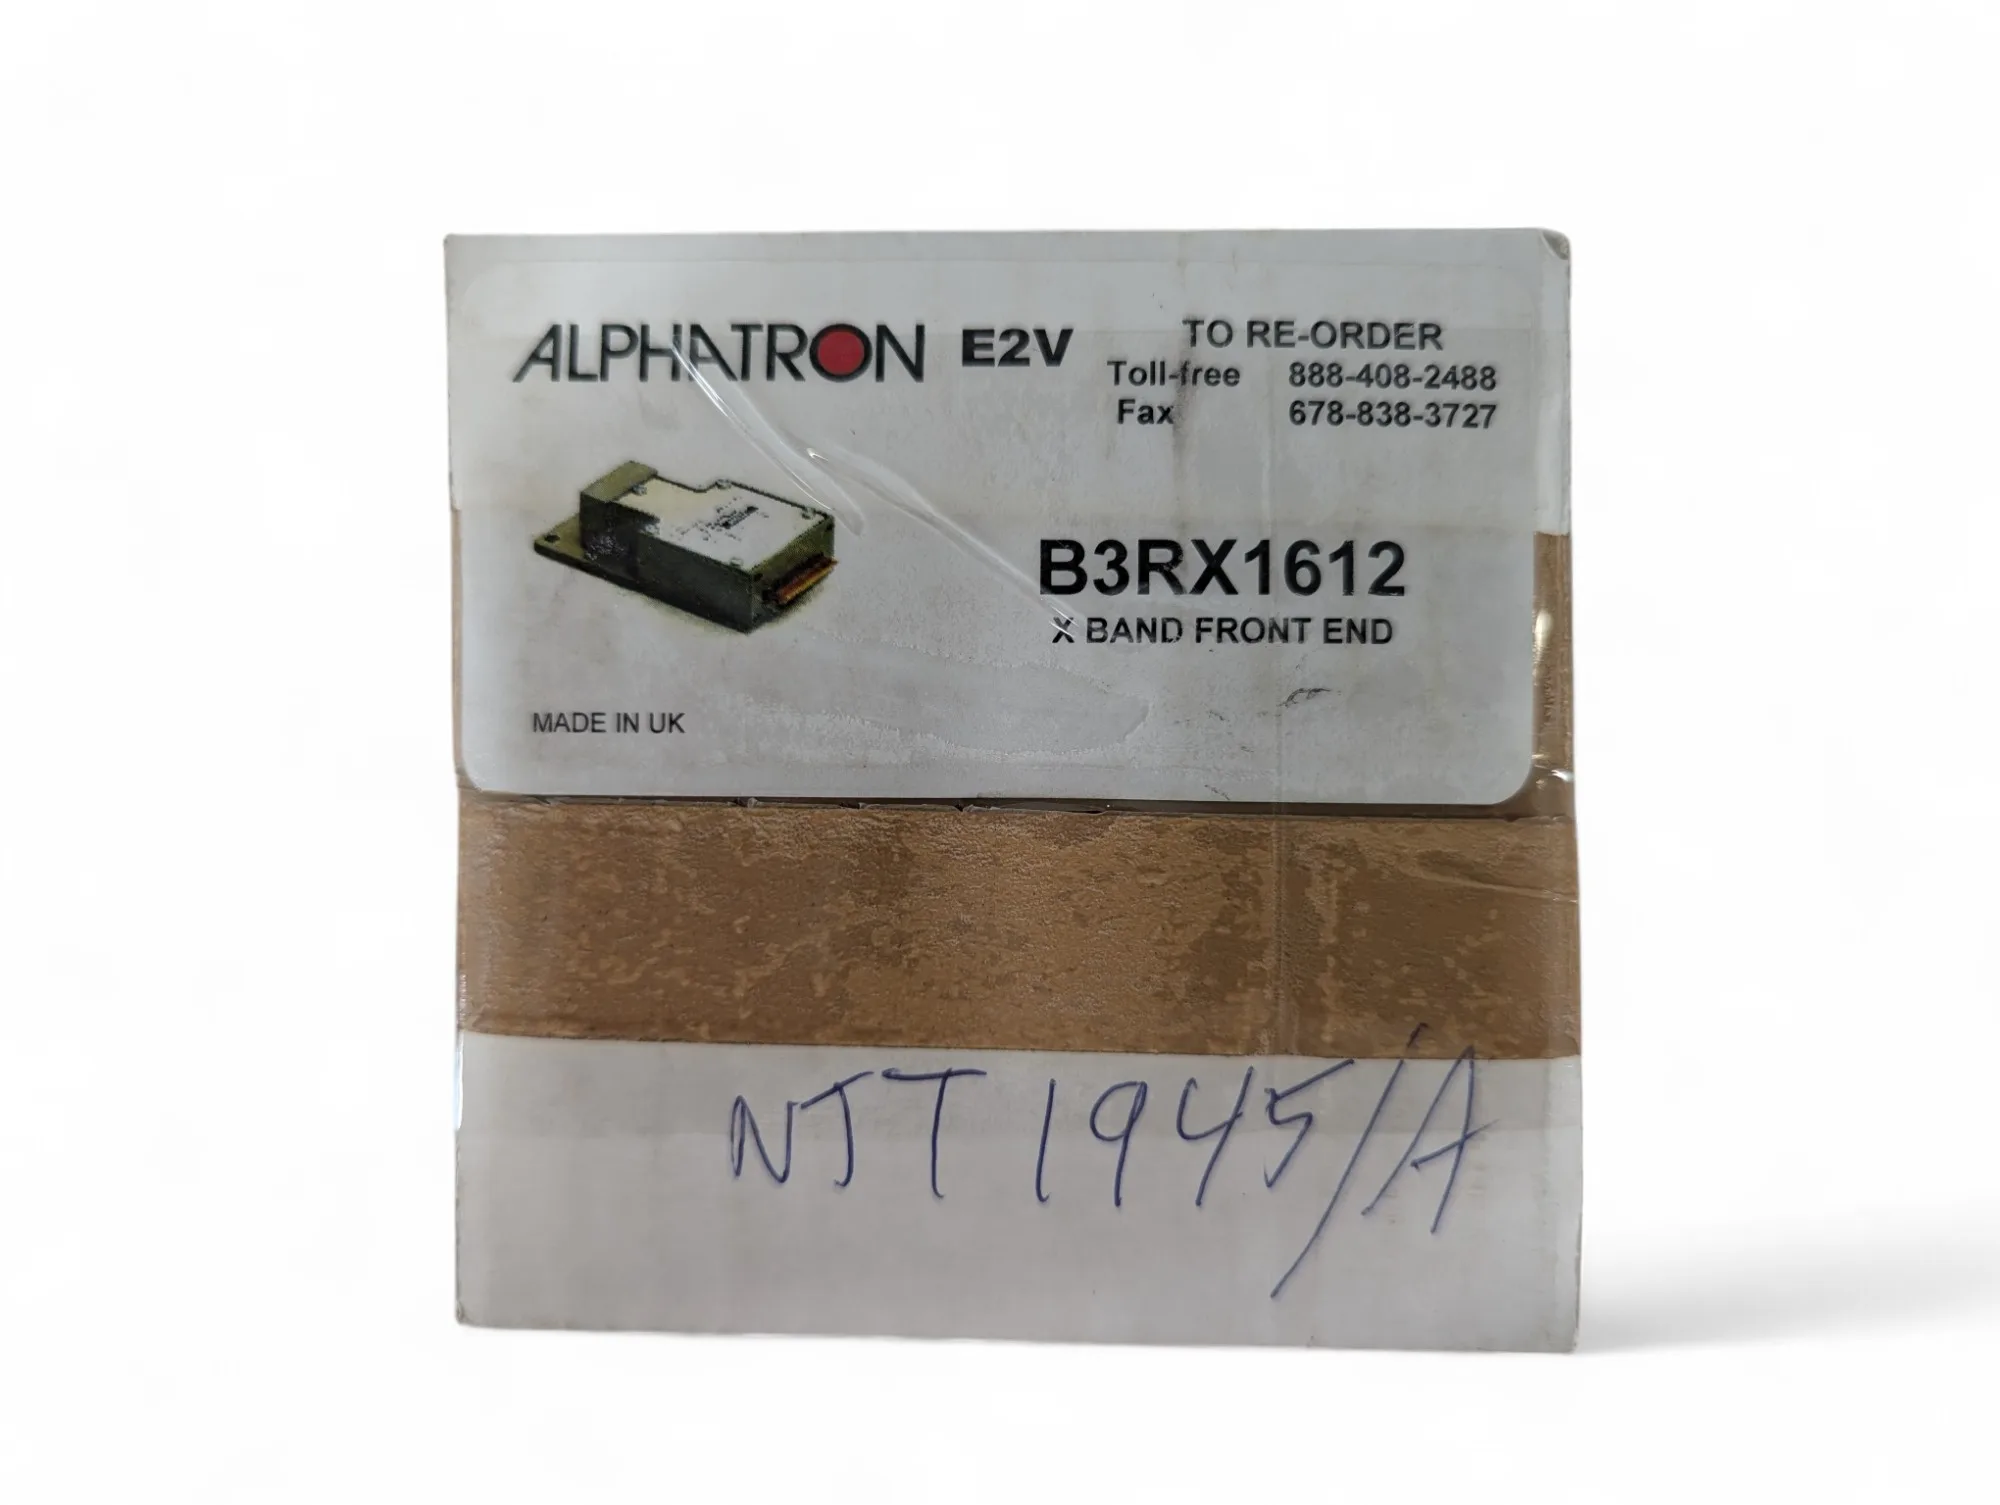 ALPHATRON E2V
TO RE-ORDER
Toll-free 888-408-2488
Fax 678-838-3727
B3RX1612
X BAND FRONT END
MADE IN UK
NJT 1945/A